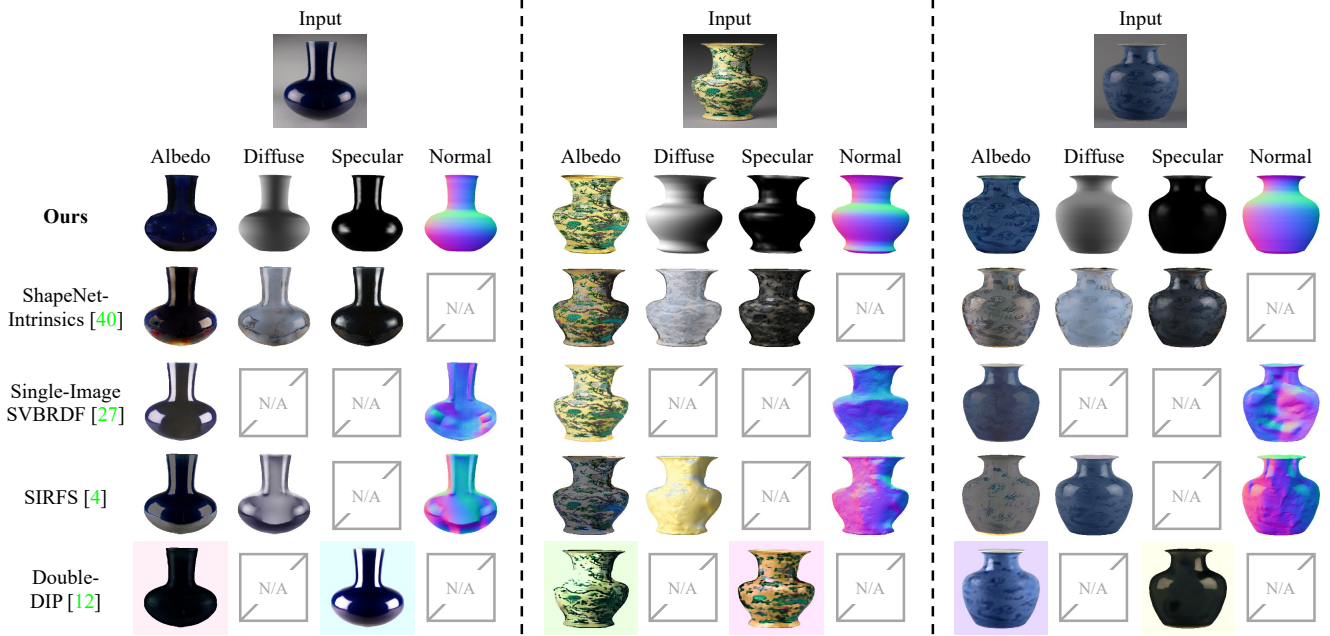 Input Input Input
Albedo Diffuse Specular Normal Albedo Diffuse Specular Normal Albedo Diffuse Specular Normal
Ours
ShapeNet-
Intrinsics [40]
N/A N/A N/A
Single-Image
SVBRDF [27]
N/A N/A N/A N/A N/A N/A
SIRFS [4]
N/A N/A N/A
Double-
DIP [12]
N/A N/A N/A N/A N/A N/A